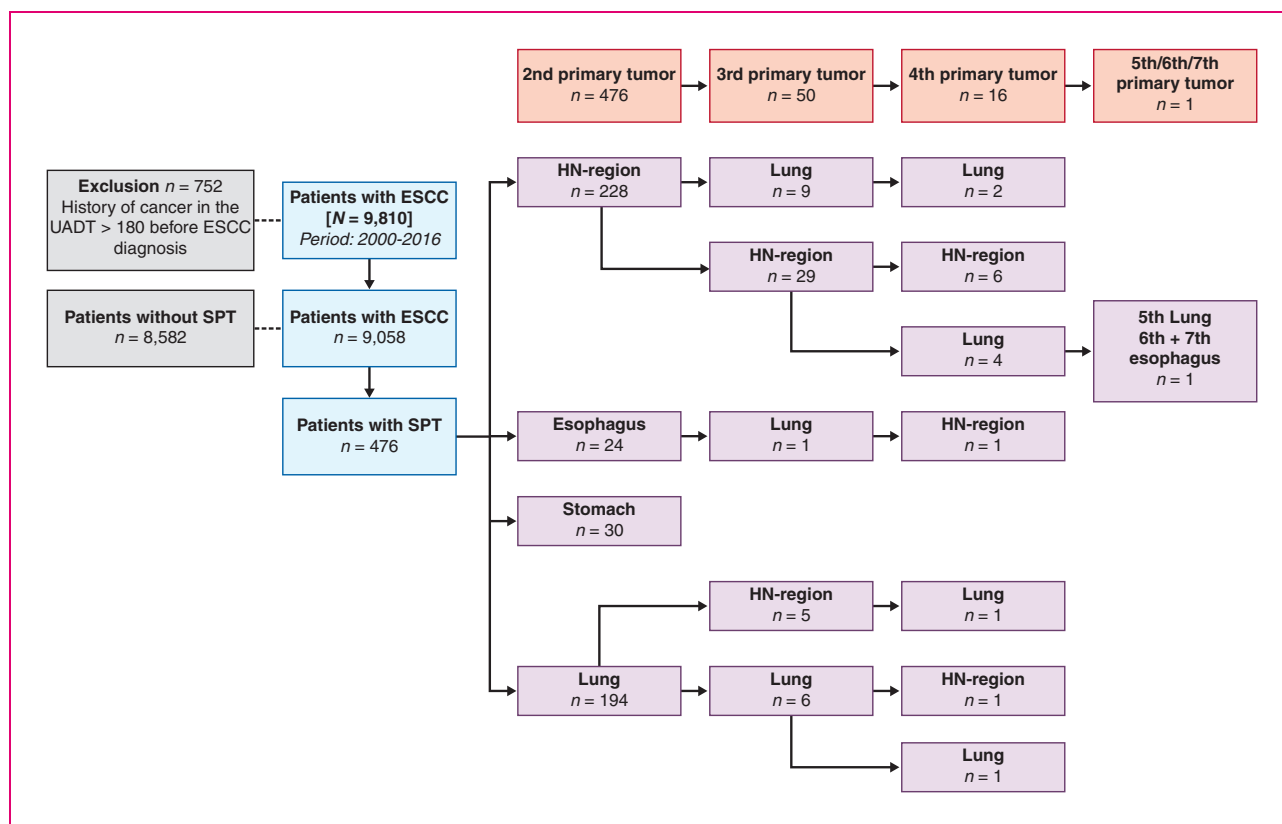 2nd primary tumor
n = 476
3rd primary tumor
n = 50
4th primary tumor
n = 16
5th/6th/7th
primary tumor
n = 1
Exclusion n = 752
History of cancer in the
UADT > 180 before ESCC
diagnosis
Patients with ESCC
[N = 9,810]
Period: 2000-2016
Patients without SPT
n = 8,582
Patients with ESCC
n = 9,058
Patients with SPT
n = 476
HN-region
n = 228
Lung
n = 9
Lung
n = 2
HN-region
n = 29
HN-region
n = 6
Lung
n = 4
5th Lung
6th + 7th
esophagus
n = 1
Esophagus
n = 24
Lung
n = 1
HN-region
n = 1
Stomach
n = 30
HN-region
n = 5
Lung
n = 1
Lung
n = 194
Lung
n = 6
HN-region
n = 1
Lung
n = 1